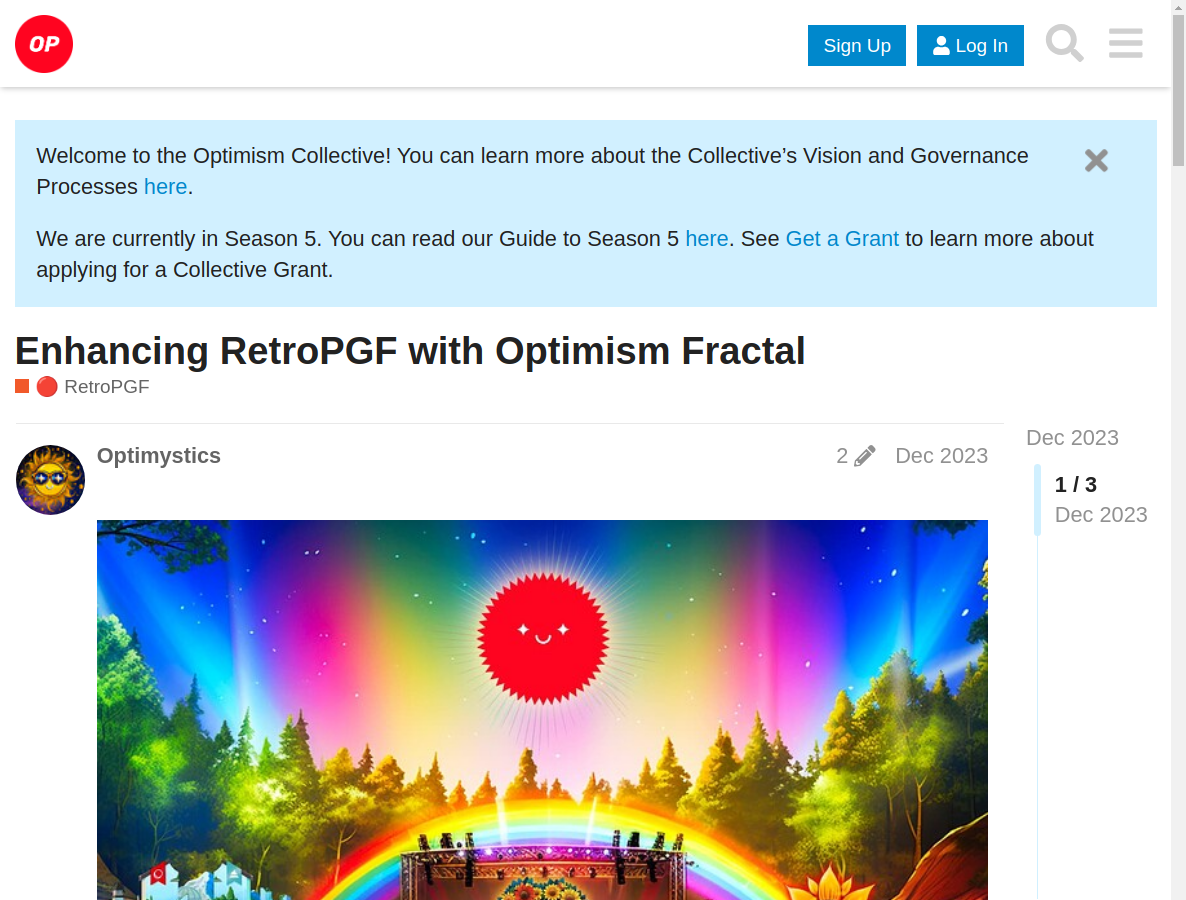 OP
Sign Up
Log In
Welcome to the Optimism Collective! You can learn more about the Collective’s Vision and Governance
Processes here.
We are currently in Season 5. You can read our Guide to Season 5 here. See Get a Grant to learn more about
applying for a Collective Grant.
Enhancing RetroPGF with Optimism Fractal
🔴 RetroPGF
Optimystics
2
Dec 2023
Dec 2023
1 / 3
Dec 2023